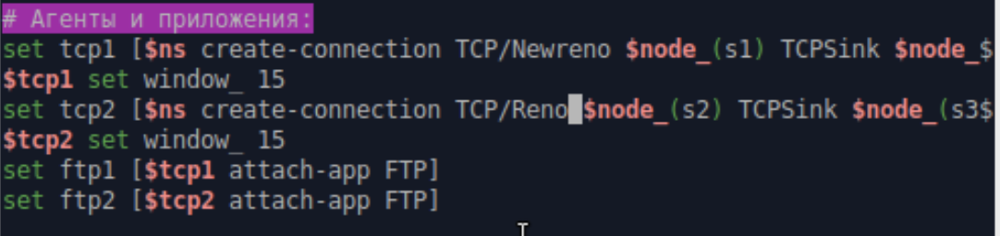 # Агенты и приложения:
set tcp1 [$ns create-connection TCP/Newreno $node_(s1) TCPSink $node_$
$tcp1 set window_ 15
set tcp2 [$ns create-connection TCP/Reno $node_(s2) TCPSink $node_(s3$
$tcp2 set window_ 15
set ftp1 [$tcp1 attach-app FTP]
set ftp2 [$tcp2 attach-app FTP]